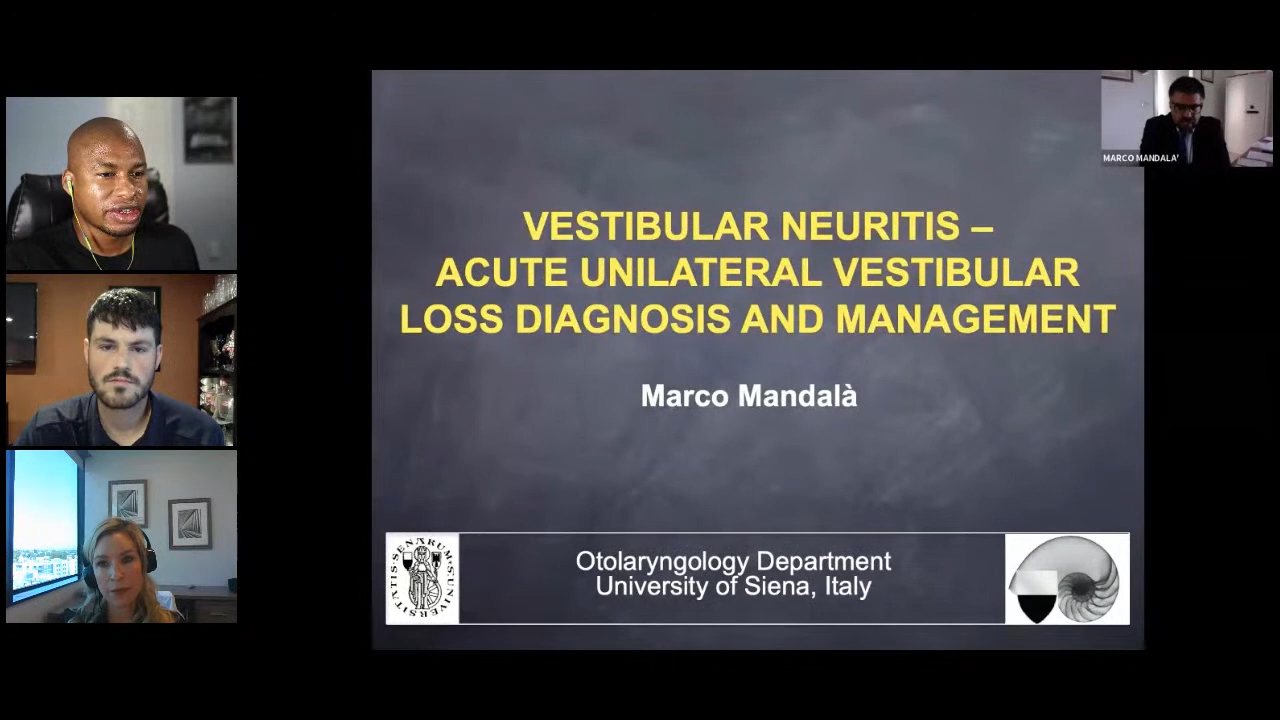 MARCO MANDALA'
VESTIBULAR NEURITIS –
ACUTE UNILATERAL VESTIBULAR
LOSS DIAGNOSIS AND MANAGEMENT
Marco Mandalà
Otolaryngology Department
University of Siena, Italy